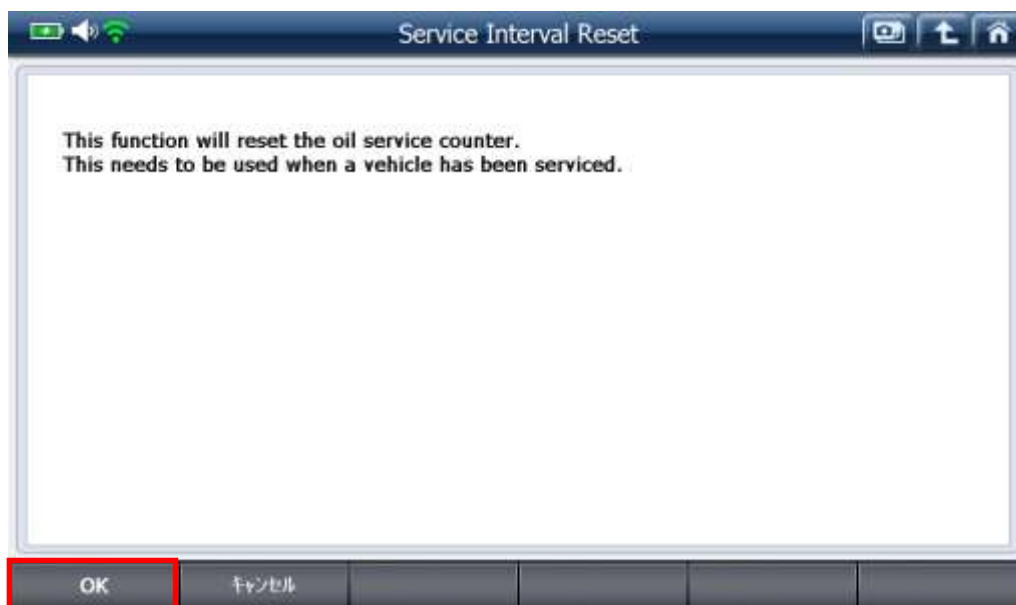 Service Interval Reset
This function will reset the oil service counter.
This needs to be used when a vehicle has been serviced.
OK
キャンセル